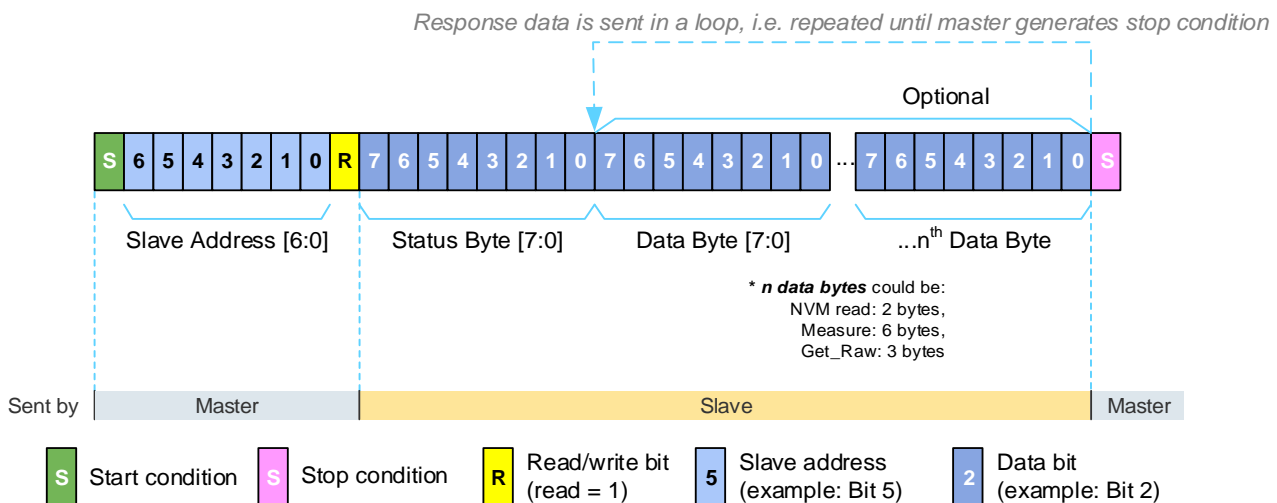 Response data is sent in a loop, i.e. repeated until master generates stop condition
Optional
S 6 5 4 3 2 1 0 R 7 6 5 4 3 2 1 0 7 6 5 4 3 2 1 0 ... 7 6 5 4 3 2 1 0 S
Slave Address [6:0] Status Byte [7:0] Data Byte [7:0] ...nth Data Byte
* n data bytes could be:
NVM read: 2 bytes,
Measure: 6 bytes,
Get_Raw: 3 bytes
Sent by Master Slave Master
S Start condition S Stop condition R Read/write bit 5 Slave address 2 Data bit
(read = 1) (example: Bit 5) (example: Bit 2)